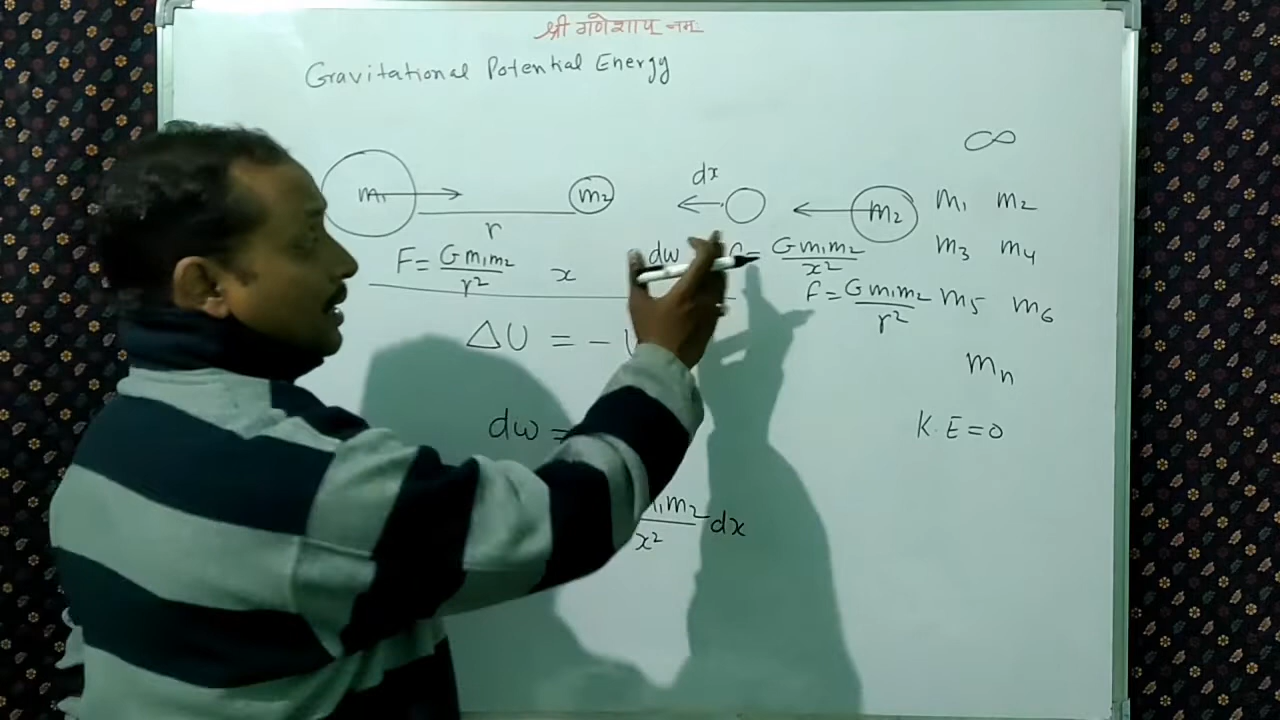 श्री गणेशाय नमः
Gravitational Potential Energy
∞
dx
m₁ m₂ m₂ m₁ m₂
r
dw = Gm₁m₂/x² m₃ m₄
F = Gm₁m₂/r² x
F = Gm₁m₂/r² m₅ m₆
ΔU = -
mₙ
dw = K.E = 0
m₁m₂/x² dx